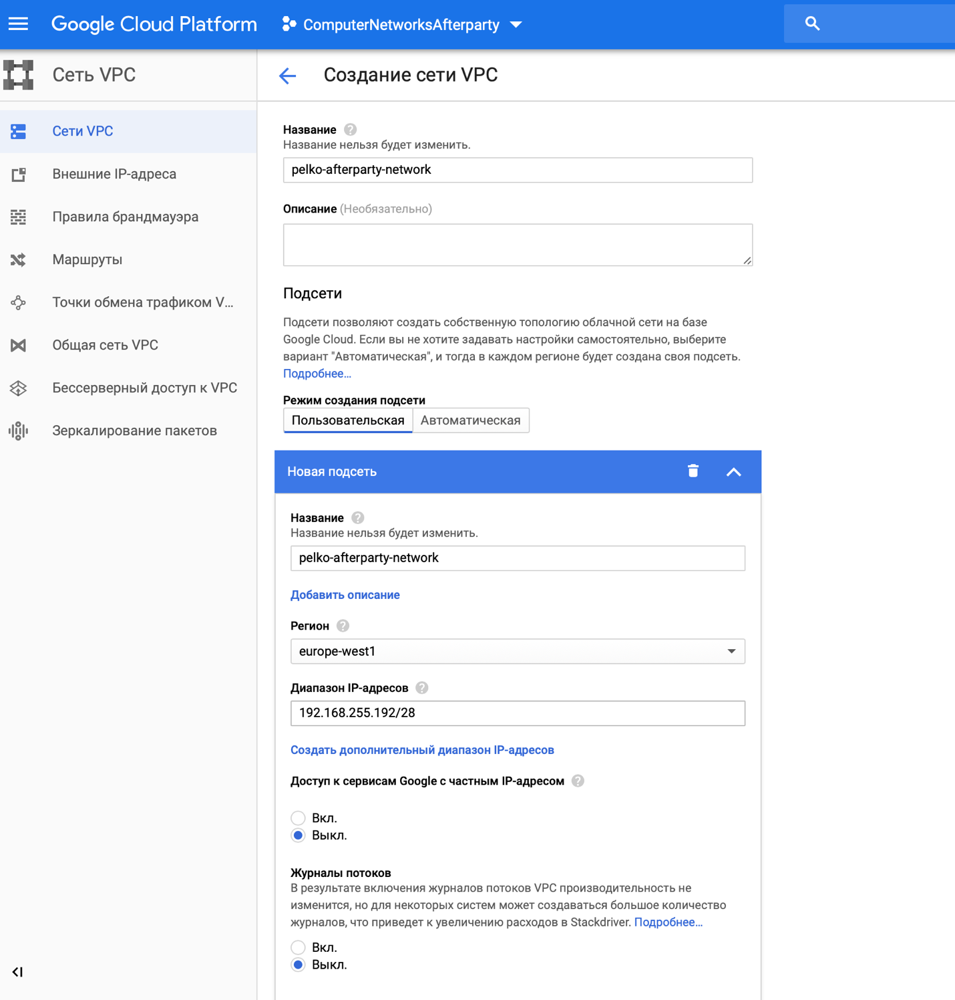 Google Cloud Platform
ComputerNetworksAfterparty
Сеть VPC
Создание сети VPC
Сети VPC
Внешние IP-адреса
Правила брандмауэра
Маршруты
Точки обмена трафиком V...
Общая сеть VPC
Бессерверный доступ к VPC
Зеркалирование пакетов
Название
Название нельзя будет изменить.
pelko-afterparty-network
Описание (Необязательно)
Подсети
Подсети позволяют создать собственную топологию облачной сети на базе
Google Cloud. Если вы не хотите задавать настройки самостоятельно, выберите
вариант "Автоматическая", и тогда в каждом регионе будет создана своя подсеть.
Подробнее...
Режим создания подсети
Пользовательская Автоматическая
Новая подсеть
Название
Название нельзя будет изменить.
pelko-afterparty-network
Добавить описание
Регион
europe-west1
Диапазон IP-адресов
192.168.255.192/28
Создать дополнительный диапазон IP-адресов
Доступ к сервисам Google с частным IP-адресом
Вкл.
Выкл.
Журналы потоков
В результате включения журналов потоков VPC производительность не
изменится, но для некоторых систем может создаваться большое количество
журналов, что приведет к увеличению расходов в Stackdriver. Подробнее...
Вкл.
Выкл.